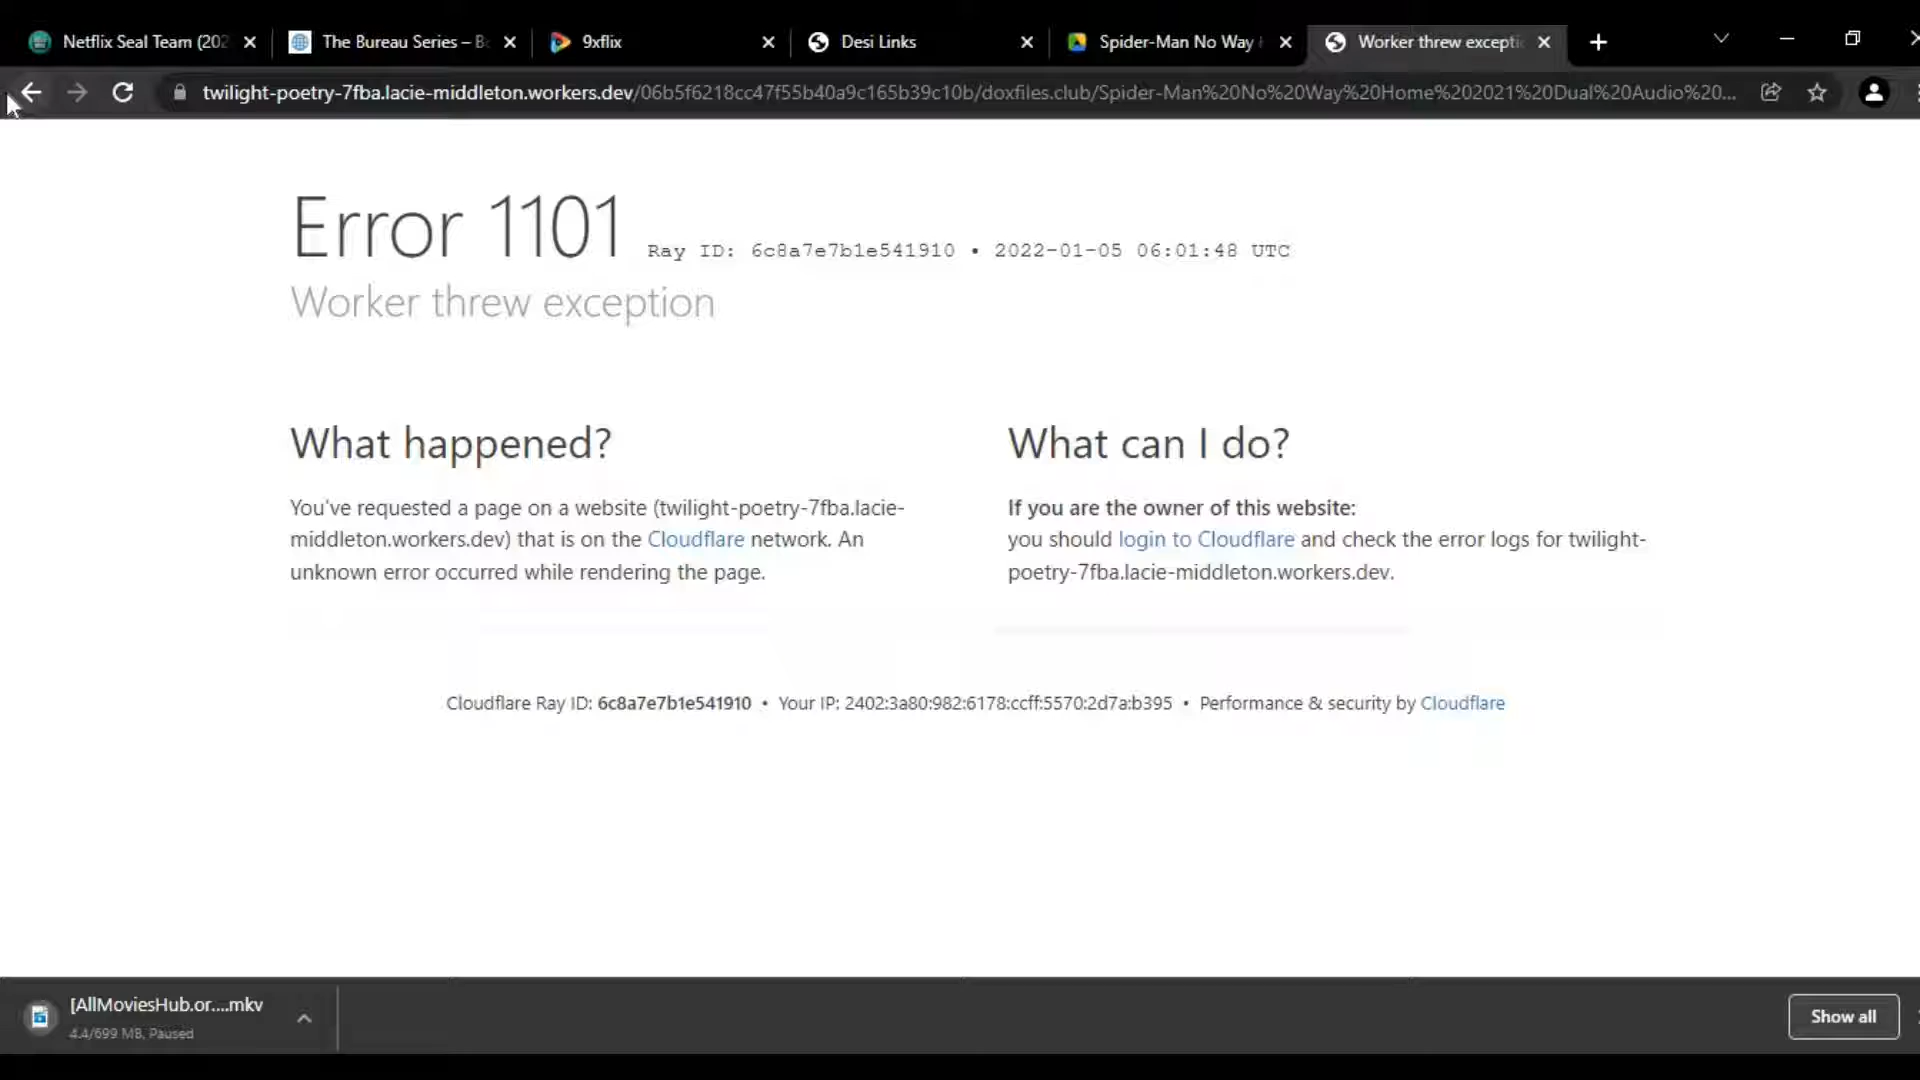 Netflix Seal Team (202
The Bureau Series – B
9xflix
Desi Links
Spider-Man No Way
Worker threw excepti
twilight-poetry-7fba.lacie-middleton.workers.dev/06b5f6218cc47f55b40a9c165b39c10b/doxfiles.club/Spider-Man%20No%20Way%20Home%202021%20Dual%20Audio%20...
Error 1101 Ray ID: 6c8a7e7b1e541910 • 2022-01-05 06:01:48 UTC
Worker threw exception
What happened?
You've requested a page on a website (twilight-poetry-7fba.lacie-
middleton.workers.dev) that is on the Cloudflare network. An
unknown error occurred while rendering the page.
What can I do?
If you are the owner of this website:
you should login to Cloudflare and check the error logs for twilight-
poetry-7fba.lacie-middleton.workers.dev.
Cloudflare Ray ID: 6c8a7e7b1e541910 • Your IP: 2402:3a80:982:6178:ccff:5570:2d7a:b395 • Performance & security by Cloudflare
[AllMoviesHub.or....mkv
4.4/699 MB, Paused
Show all